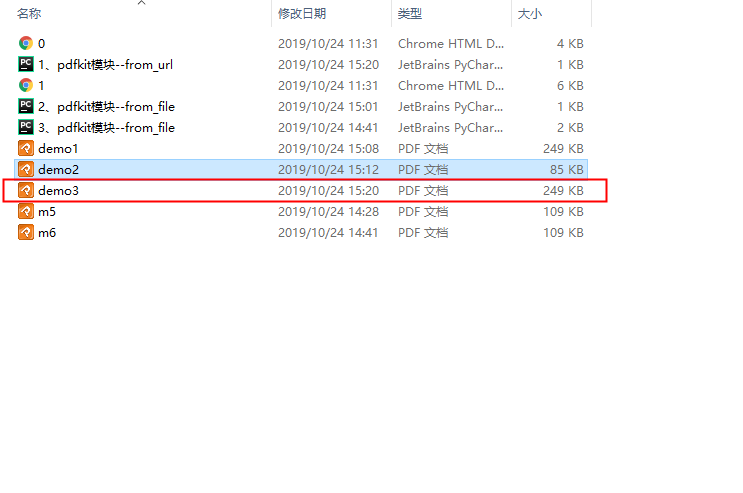 名称 修改日期 类型 大小
0 2019/10/24 11:31 Chrome HTML D... 4 KB
PC 1、pdfkit模块--from_url 2019/10/24 15:20 JetBrains PyChar... 1 KB
1 2019/10/24 11:31 Chrome HTML D... 6 KB
PC 2、pdfkit模块--from_file 2019/10/24 15:01 JetBrains PyChar... 1 KB
PC 3、pdfkit模块--from_file 2019/10/24 14:41 JetBrains PyChar... 2 KB
demo1 2019/10/24 15:08 PDF 文档 249 KB
demo2 2019/10/24 15:12 PDF 文档 85 KB
demo3 2019/10/24 15:20 PDF 文档 249 KB
m5 2019/10/24 14:28 PDF 文档 109 KB
m6 2019/10/24 14:41 PDF 文档 109 KB